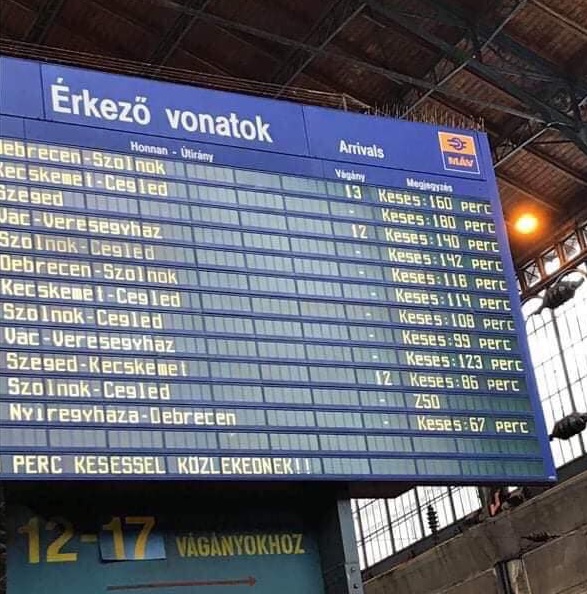 Érkező vonatok Arrivals MÁV
Honnan - Útirány Vágány Megjegyzés
Debrecen-Szolnok 13 Keses:160 perc
Kecskemet-Cegled - Keses:180 perc
Szeged 12 Keses:140 perc
Vac-Veresegyhaz - Keses:142 perc
Szolnok-Cegled - Keses:116 perc
Debrecen-Szolnok - Keses:114 perc
Kecskemet-Cegled - Keses:108 perc
Szolnok-Cegled - Keses:99 perc
Vac-Veresegyhaz - Keses:123 perc
Szeged-Kecskemet 12 Keses:86 perc
Szolnok-Cegled - Z50
Nyiregyhaza-Debrecen - Keses:67 perc
PERC KESESSEL KÖZLEKEDNEK!!
12-17 VÁGÁNYOKHOZ